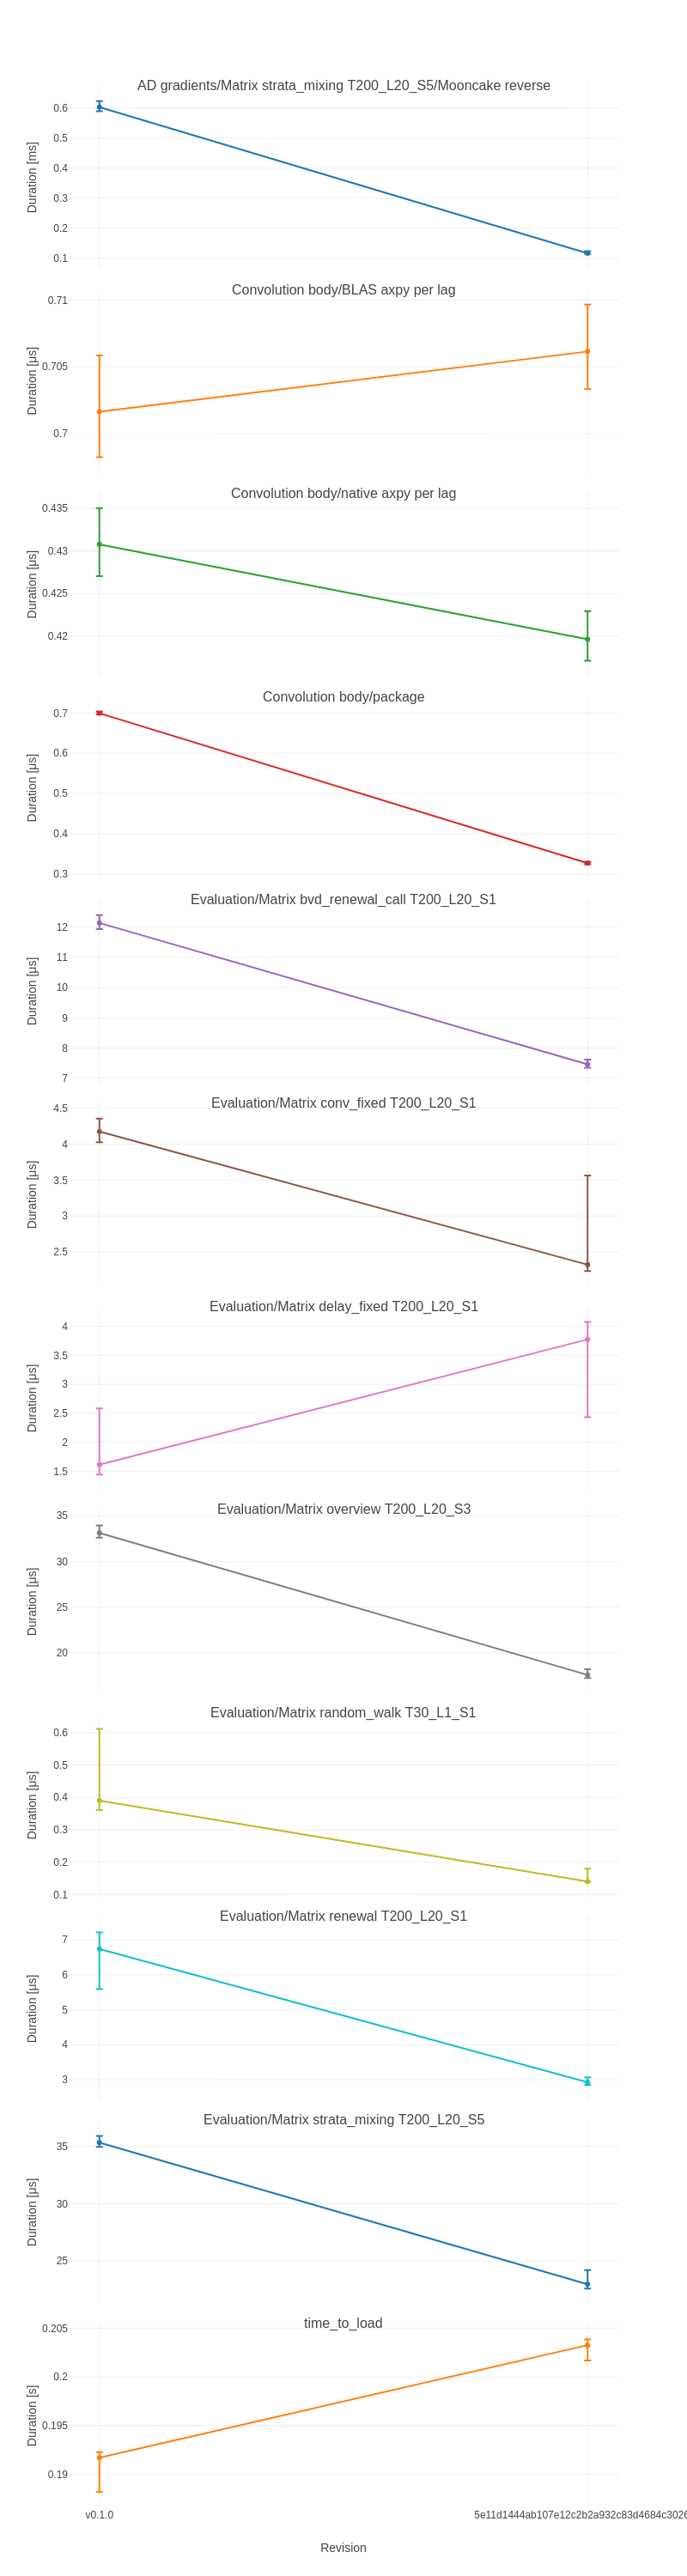 AD gradients/Matrix strata_mixing T200_L20_S5/Mooncake reverse
Duration [ms]
0.6
0.5
0.4
0.3
0.2
0.1
Convolution body/BLAS axpy per lag
Duration [μs]
0.71
0.705
0.7
Convolution body/native axpy per lag
Duration [μs]
0.435
0.43
0.425
0.42
Convolution body/package
Duration [μs]
0.7
0.6
0.5
0.4
0.3
Evaluation/Matrix bvd_renewal_call T200_L20_S1
Duration [μs]
12
11
10
9
8
7
Evaluation/Matrix conv_fixed T200_L20_S1
Duration [μs]
4.5
4
3.5
3
2.5
Evaluation/Matrix delay_fixed T200_L20_S1
Duration [μs]
4
3.5
3
2.5
2
1.5
Evaluation/Matrix overview T200_L20_S3
Duration [μs]
35
30
25
20
Evaluation/Matrix random_walk T30_L1_S1
Duration [μs]
0.6
0.5
0.4
0.3
0.2
0.1
Evaluation/Matrix renewal T200_L20_S1
Duration [μs]
7
6
5
4
3
Evaluation/Matrix strata_mixing T200_L20_S5
Duration [μs]
35
30
25
time_to_load
Duration [s]
0.205
0.2
0.195
0.19
v0.1.0
5e11d1444ab107e12c2b2a932c83d4684c3026
Revision